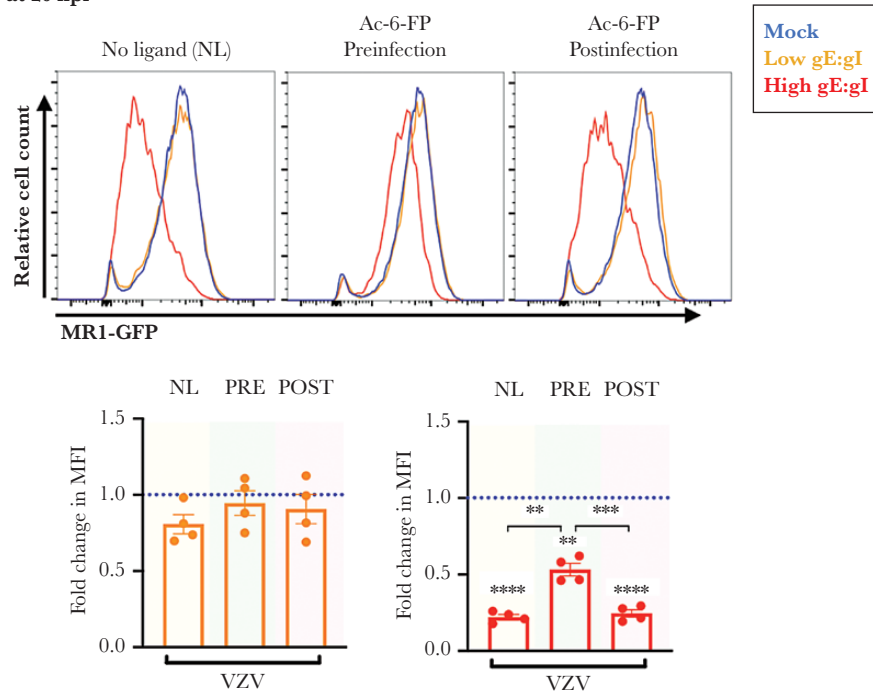 Ac-6-FP Ac-6-FP
No ligand (NL) Preinfection Postinfection
Mock
Low gE:gI
High gE:gI
Relative cell count
MR1-GFP
NL PRE POST
1.5
1.0
0.5
0.0
Fold change in MFI
VZV
NL PRE POST
1.5
1.0
0.5
0.0
Fold change in MFI
** ***
**
**** ****
VZV